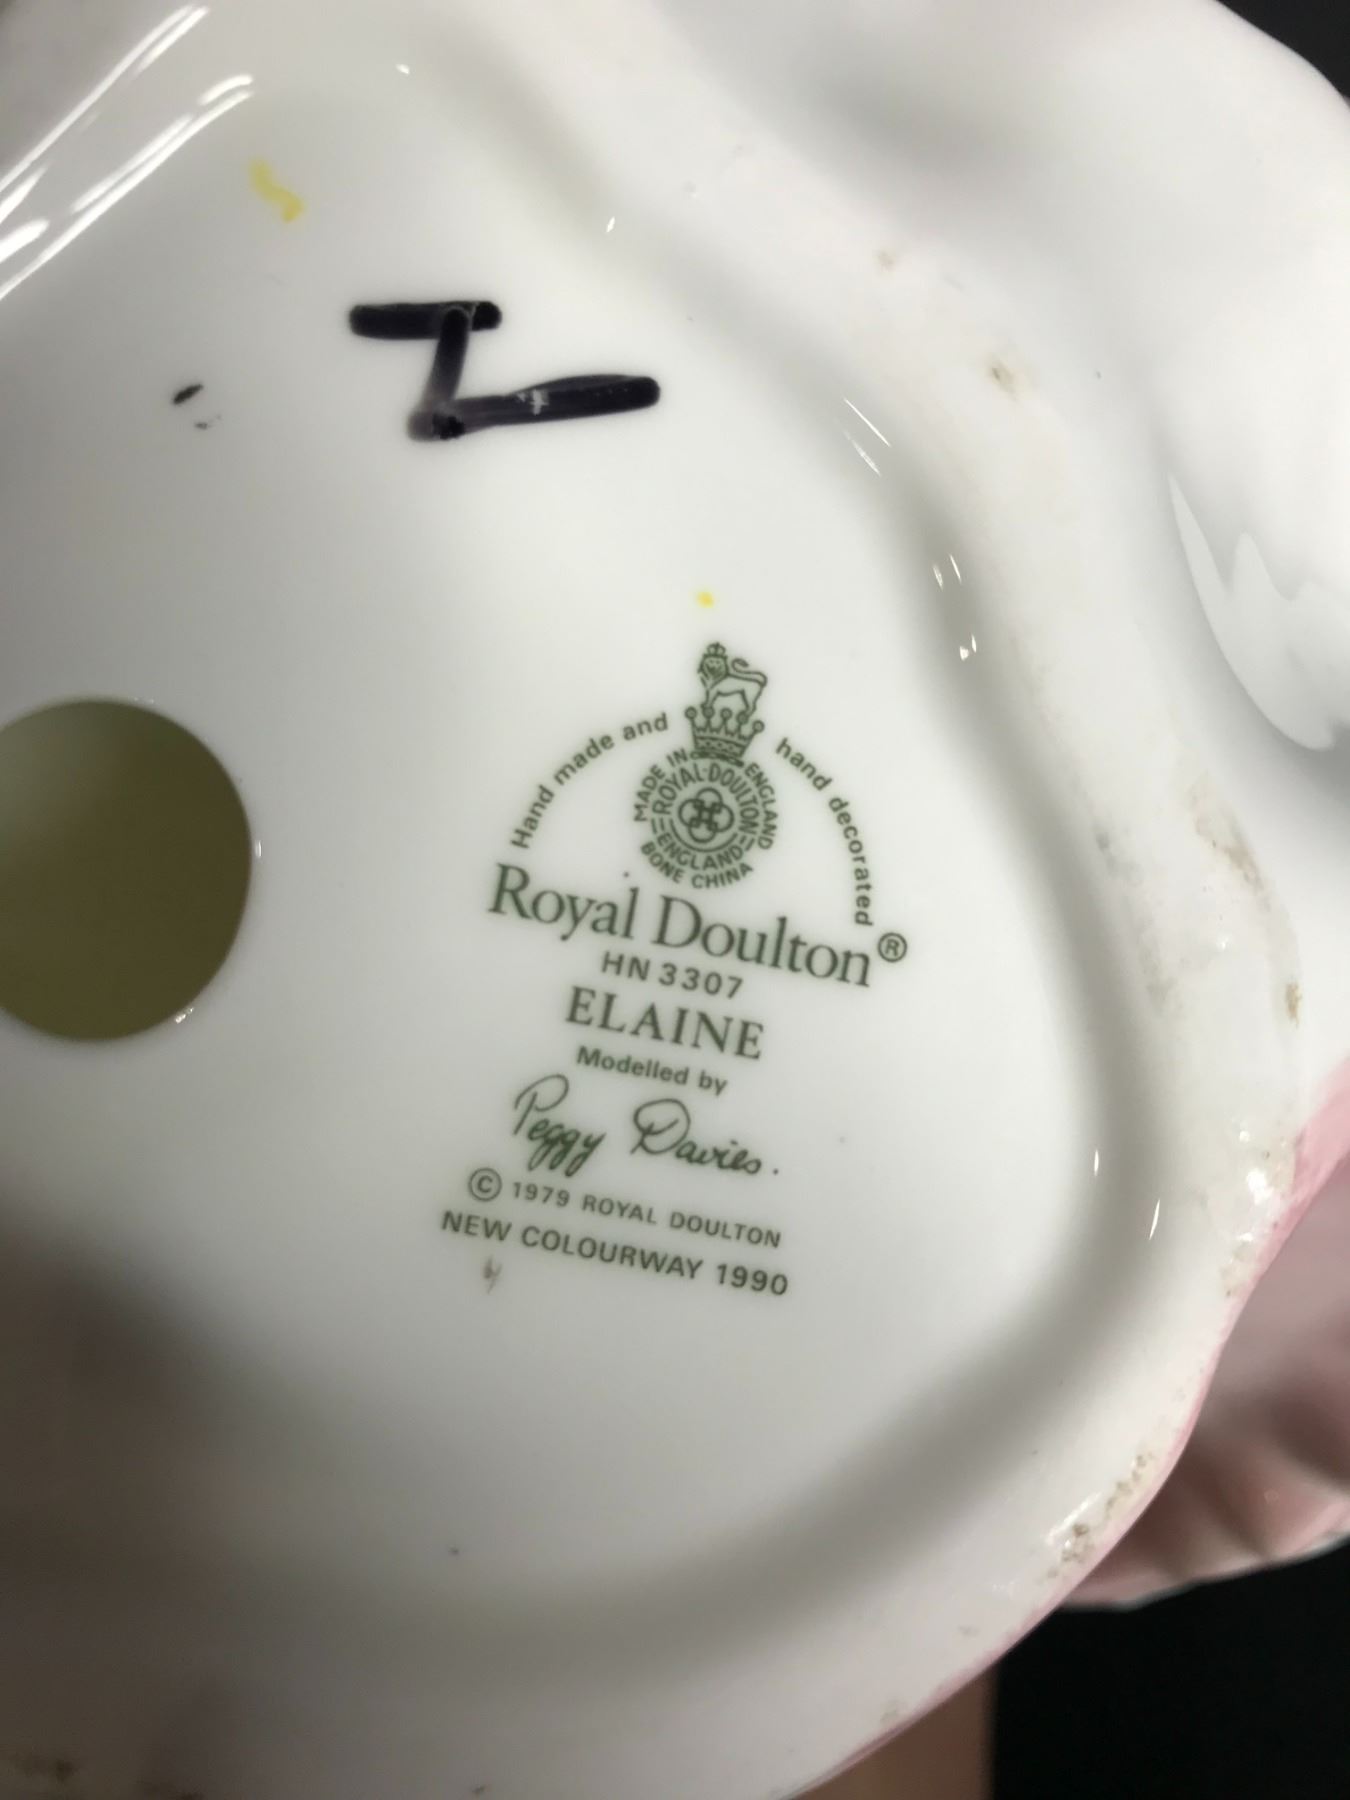 Z
Hand made and hand decorated
MADE IN ENGLAND
ROYAL·DOULTON
ENGLAND
BONE CHINA
Royal Doulton®
HN 3307
ELAINE
Modelled by
Peggy Davies.
© 1979 ROYAL DOULTON
NEW COLOURWAY 1990